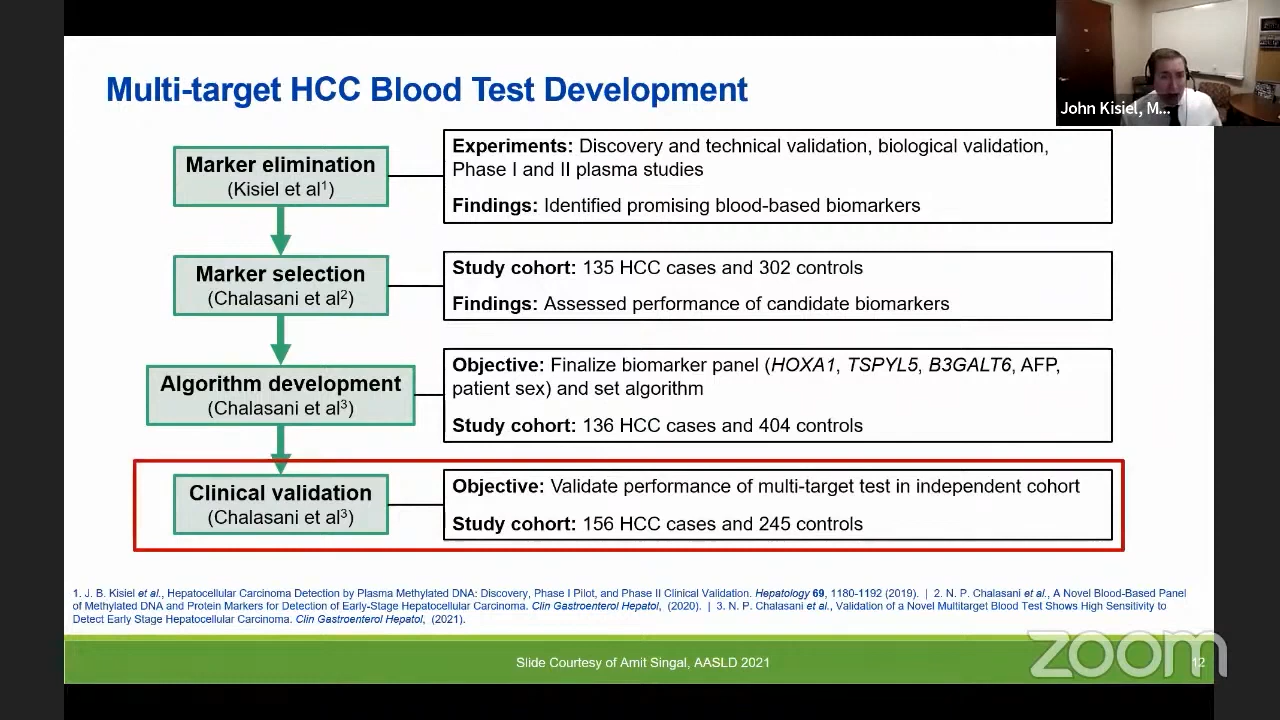 John Kisiel, M...
Multi-target HCC Blood Test Development
Marker elimination
(Kisiel et al1)
Experiments: Discovery and technical validation, biological validation,
Phase I and II plasma studies
Findings: Identified promising blood-based biomarkers
Marker selection
(Chalasani et al2)
Study cohort: 135 HCC cases and 302 controls
Findings: Assessed performance of candidate biomarkers
Algorithm development
(Chalasani et al3)
Objective: Finalize biomarker panel (HOXA1, TSPYL5, B3GALT6, AFP,
patient sex) and set algorithm
Study cohort: 136 HCC cases and 404 controls
Clinical validation
(Chalasani et al3)
Objective: Validate performance of multi-target test in independent cohort
Study cohort: 156 HCC cases and 245 controls
1. J. B. Kisiel et al., Hepatocellular Carcinoma Detection by Plasma Methylated DNA: Discovery, Phase I Pilot, and Phase II Clinical Validation. Hepatology 69, 1180-1192 (2019). | 2. N. P. Chalasani et al., A Novel Blood-Based Panel
of Methylated DNA and Protein Markers for Detection of Early-Stage Hepatocellular Carcinoma. Clin Gastroenterol Hepatol, (2020). | 3. N. P. Chalasani et al., Validation of a Novel Multitarget Blood Test Shows High Sensitivity to
Detect Early Stage Hepatocellular Carcinoma. Clin Gastroenterol Hepatol, (2021).
Slide Courtesy of Amit Singal, AASLD 2021
12
zoom